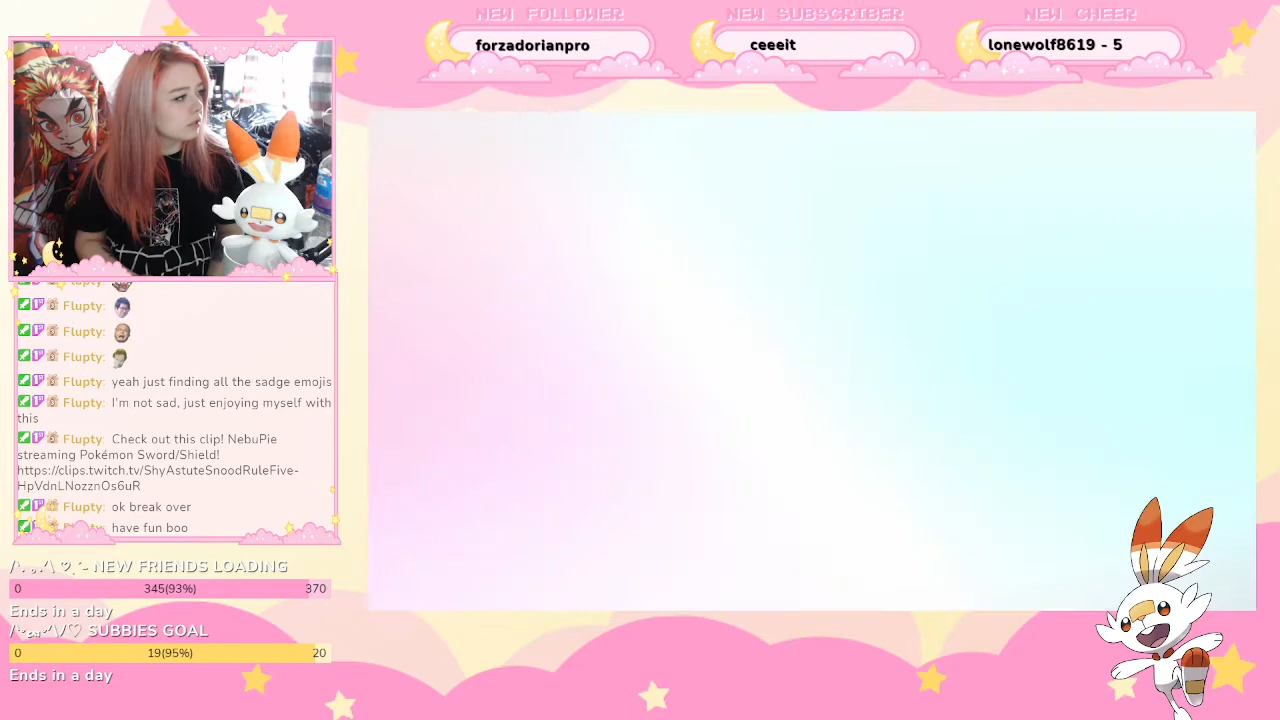 NEW FOLLOWER
NEW SUBSCRIBER
NEW CHEER
forzadorianpro
ceeeit
lonewolf8619 - 5
Flupty:
Flupty:
Flupty:
Flupty:
Flupty: yeah just finding all the sadge emojis
Flupty: I'm not sad, just enjoying myself with
this
Flupty: Check out this clip! NebuPie
streaming Pokémon Sword/Shield!
https://clips.twitch.tv/ShyAstuteSnoodRuleFive-
HpVdnLNozznOs6uR
Flupty: ok break over
Flupty: have fun boo
NEW FRIENDS LOADING
0 345(93%) 370
Ends in a day
SUBBIES GOAL
0 19(95%) 20
Ends in a day